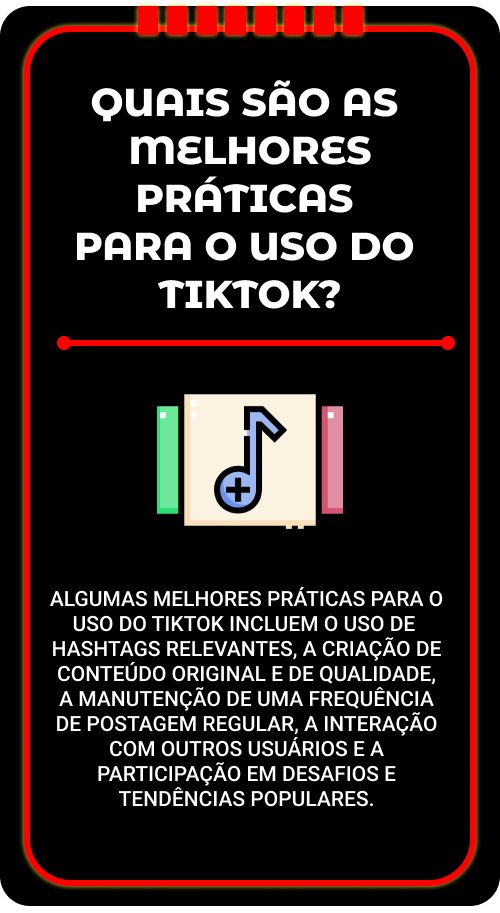 QUAIS SÃO AS
MELHORES
PRÁTICAS
PARA O USO DO
TIKTOK?
ALGUMAS MELHORES PRÁTICAS PARA O
USO DO TIKTOK INCLUEM O USO DE
HASHTAGS RELEVANTES, A CRIAÇÃO DE
CONTEÚDO ORIGINAL E DE QUALIDADE,
A MANUTENÇÃO DE UMA FREQUÊNCIA
DE POSTAGEM REGULAR, A INTERAÇÃO
COM OUTROS USUÁRIOS E A
PARTICIPAÇÃO EM DESAFIOS E
TENDÊNCIAS POPULARES.